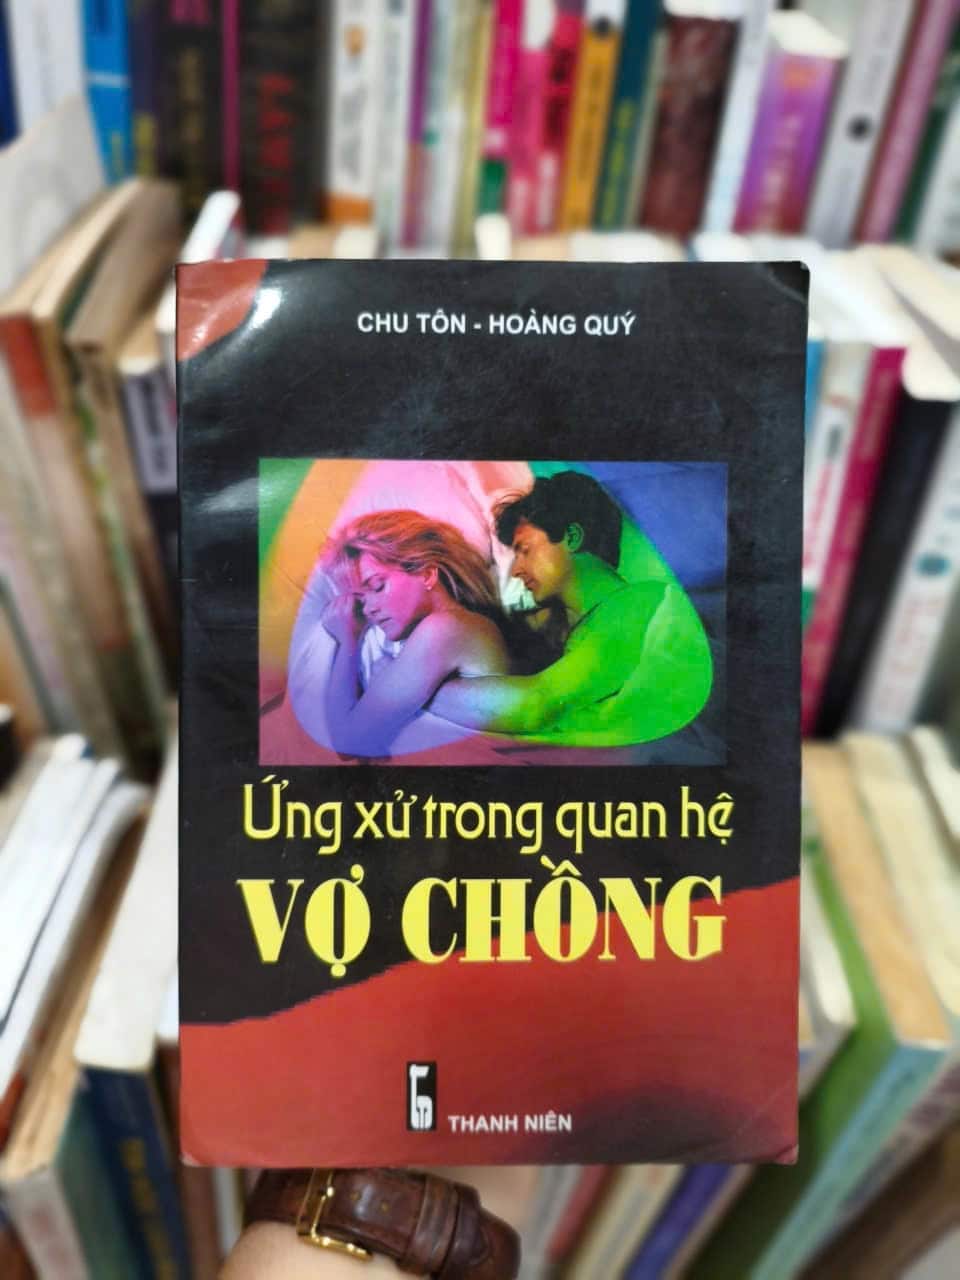 CHU TÔN - HOÀNG QUÝ
Ứng xử trong quan hệ
VỢ CHỒNG
THANH NIÊN